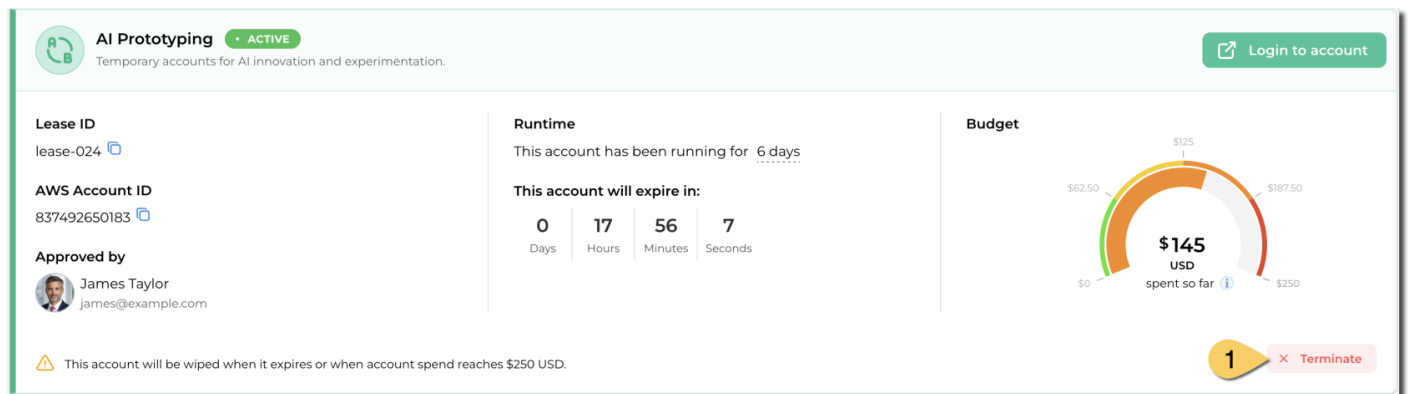 AI Prototyping
• ACTIVE
Temporary accounts for AI innovation and experimentation.
Login to account
A
B
Lease ID
lease-024
AWS Account ID
837492650183
Approved by
James Taylor
james@example.com
Runtime
This account has been running for 6 days
This account will expire in:
0 17 56 7
Days Hours Minutes Seconds
Budget
$125
$62.50
$187.50
$145
USD
spent so far i
$0
$250
This account will be wiped when it expires or when account spend reaches $250 USD.
1
× Terminate